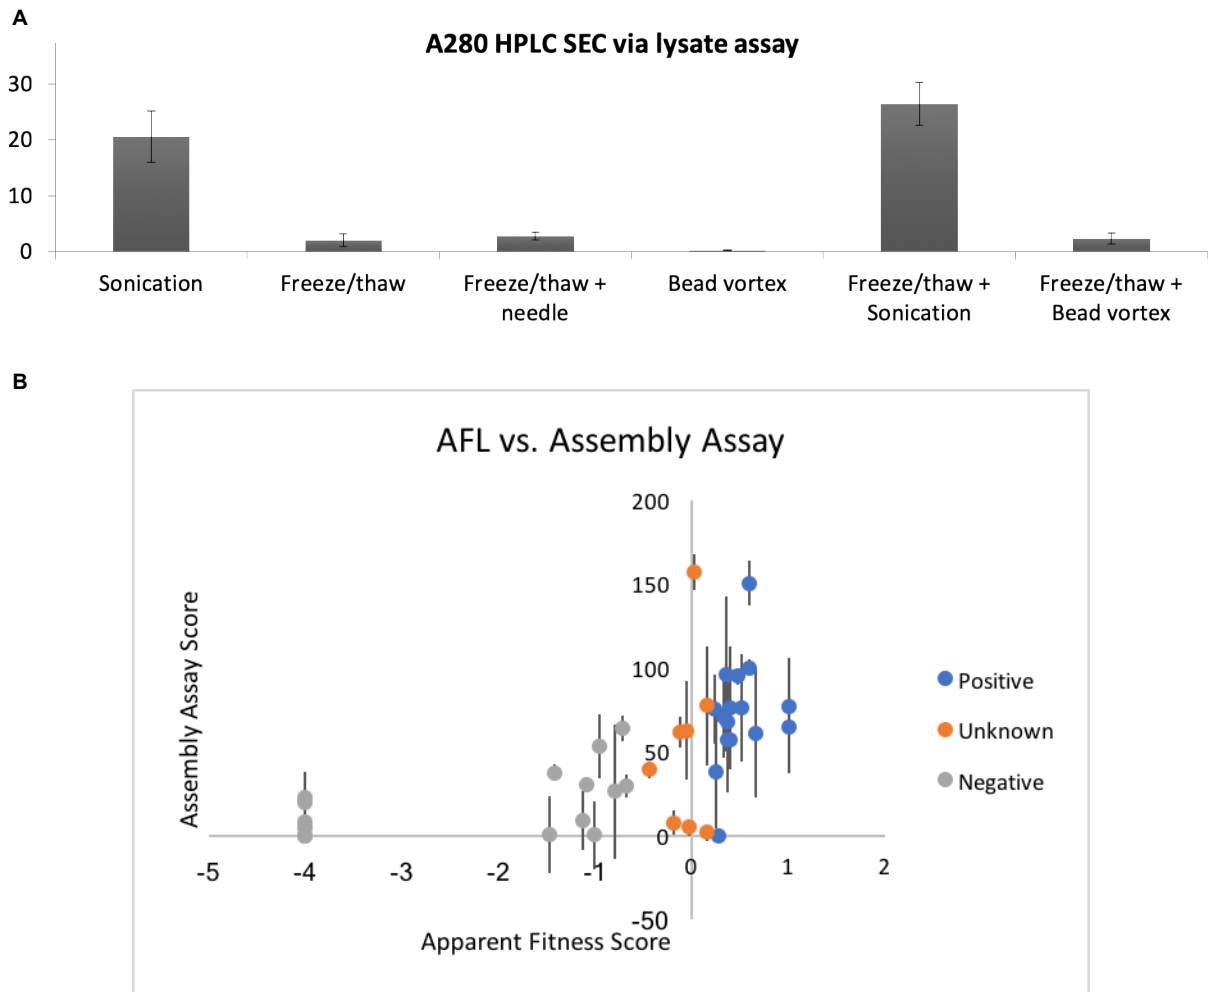 A
A280 HPLC SEC via lysate assay
30
20
10
0
Sonication
Freeze/thaw
Freeze/thaw +
needle
Bead vortex
Freeze/thaw +
Sonication
Freeze/thaw +
Bead vortex
B
AFL vs. Assembly Assay
Assembly Assay Score
200
150
100
50
0
-50
-5
-4
-3
-2
-1
0
1
2
Apparent Fitness Score
Positive
Unknown
Negative